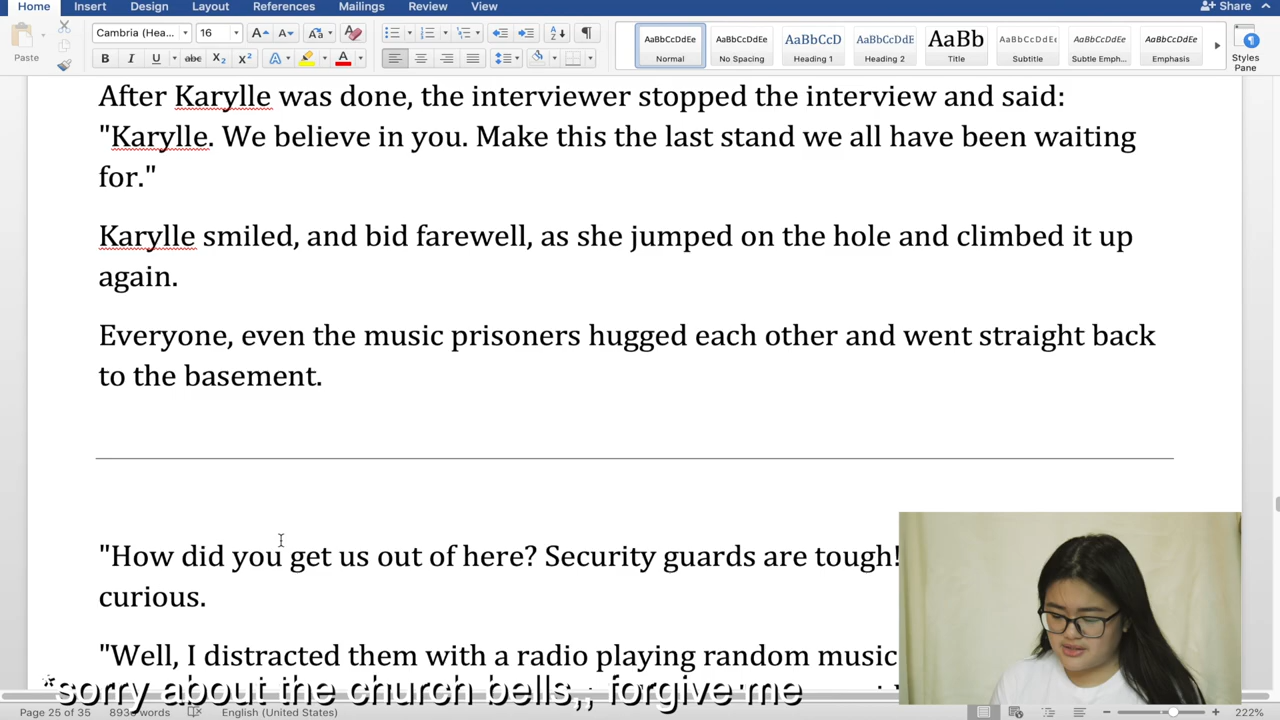 Home Insert Design Layout References Mailings Review View Share
Cambria (Hea... 16 A A Aa A
Paste B I U abc X₂ X² A A
AaBbCcDdEe AaBbCcDdEe AaBbCcD AaBbCcDdE AaBb AaBbCcDdEe AaBbCcDdEe AaBbCcDdEe
Normal No Spacing Heading 1 Heading 2 Title Subtitle Subtle Emph... Emphasis
Styles
Pane
After Karylle was done, the interviewer stopped the interview and said:
"Karylle. We believe in you. Make this the last stand we all have been waiting
for."
Karylle smiled, and bid farewell, as she jumped on the hole and climbed it up
again.
Everyone, even the music prisoners hugged each other and went straight back
to the basement.
"How did you get us out of here? Security guards are tough!
curious.
"Well, I distracted them with a radio playing random music
*sorry about the church bells,, forgive me
Page 25 of 35 words English (United States) 222%